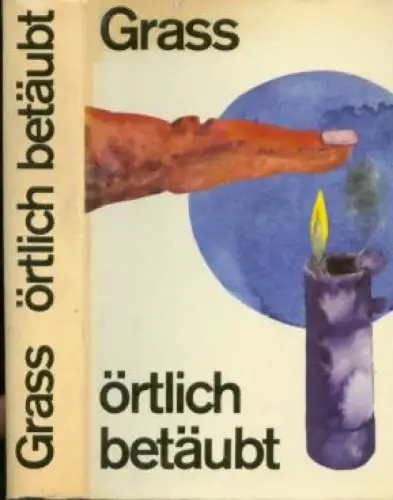 Grass örtlich betäubt
Grass
örtlich
betäubt